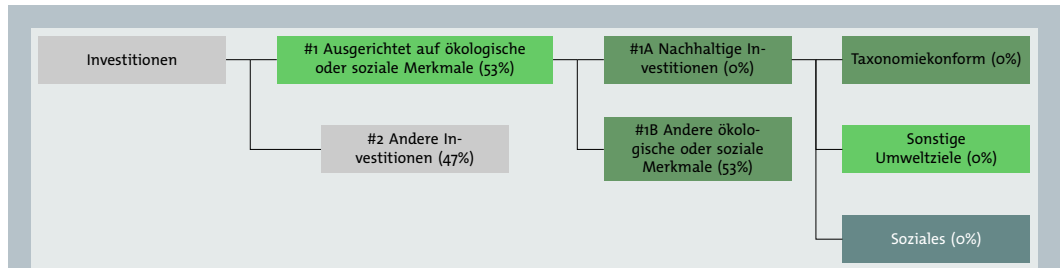 Investitionen
#1 Ausgerichtet auf ökologische
oder soziale Merkmale (53%)
#1A Nachhaltige In-
vestitionen (0%)
Taxonomiekonform (0%)
#2 Andere In-
vestitionen (47%)
#1B Andere ökolo-
gische oder soziale
Merkmale (53%)
Sonstige
Umweltziele (0%)
Soziales (0%)